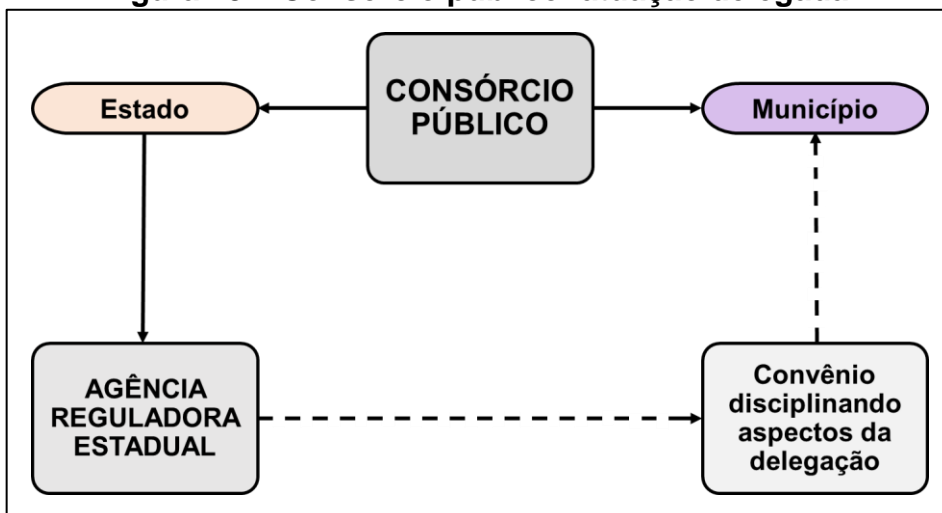 CONSÓRCIO
PÚBLICO
Estado
Município
AGÊNCIA
REGULADORA
ESTADUAL
Convênio
disciplinando
aspectos da
delegação